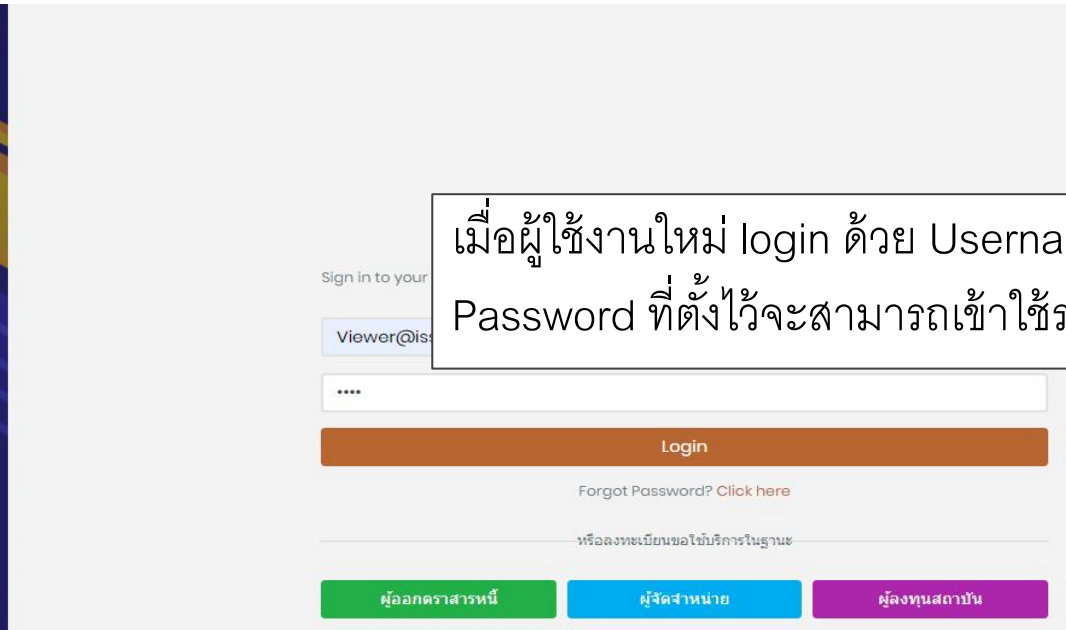 เมื่อผู้ใช้งานใหม่ login ด้วย Userna
Password ที่ตั้งไว้จะสามารถเข้าใช้ร
Sign in to your
Viewer@iss
••••
Login
Forgot Password? Click here
หรือลงทะเบียนขอใช้บริการในฐานะ
ผู้ออกตราสารหนี้
ผู้จัดจำหน่าย
ผู้ลงทุนสถาบัน